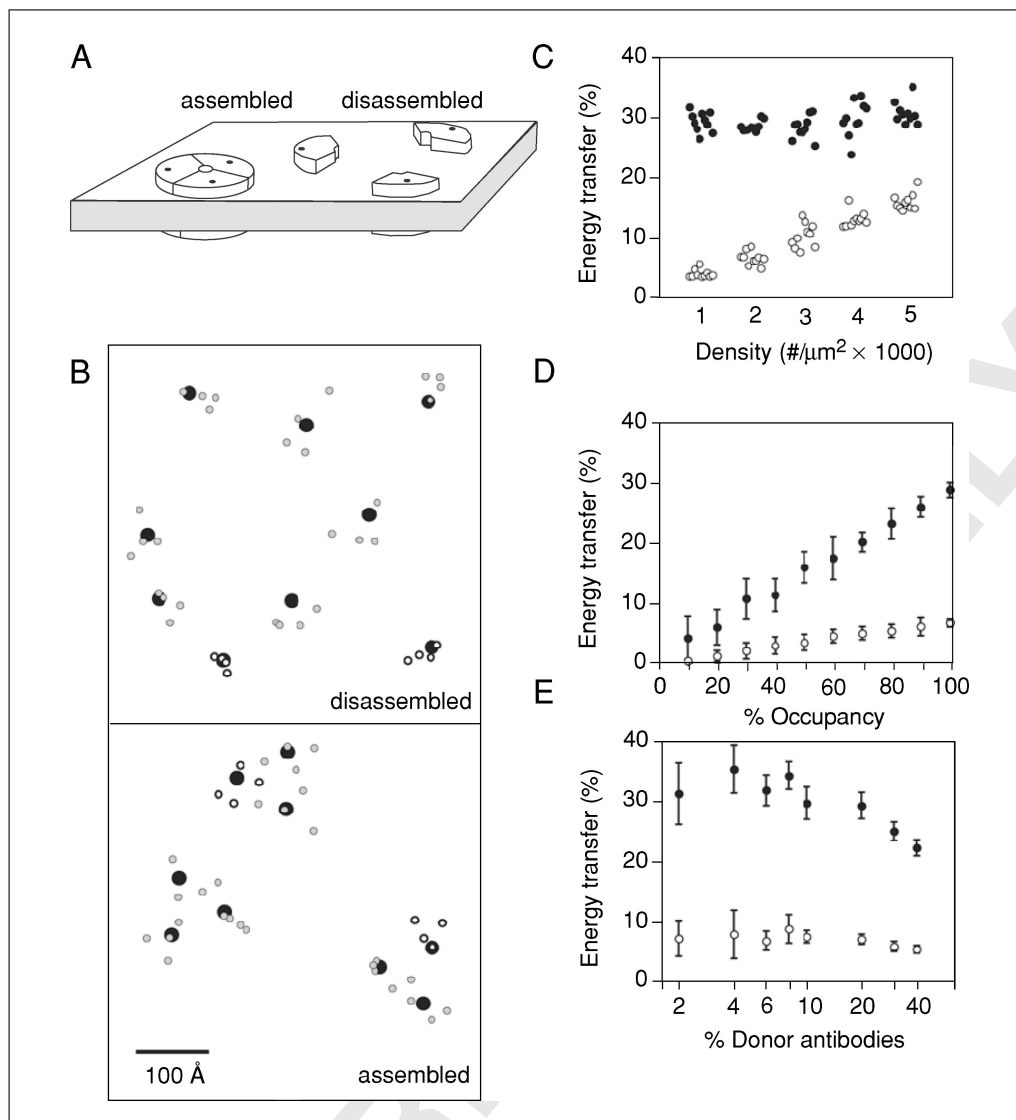 A
assembled
disassembled
B
disassembled
100 Å
assembled
C
Energy transfer (%)
40
30
20
10
0
1 2 3 4 5
Density (#/μm² × 1000)
D
Energy transfer (%)
40
30
20
10
0
0 20 40 60 80 100
% Occupancy
E
Energy transfer (%)
40
30
20
10
0
2 4 6 10 20 40
% Donor antibodies